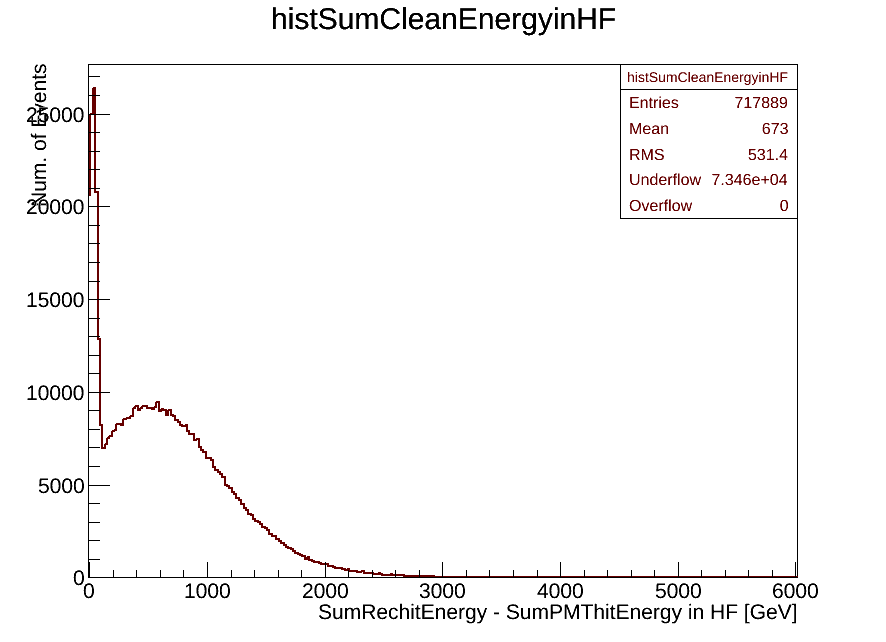 histSumCleanEnergyinHF
Num. of Events
histSumCleanEnergyinHF
Entries 717889
Mean 673
RMS 531.4
Underflow 7.346e+04
Overflow 0
25000
20000
15000
10000
5000
0
0 1000 2000 3000 4000 5000 6000
SumRechitEnergy - SumPMThitEnergy in HF [GeV]